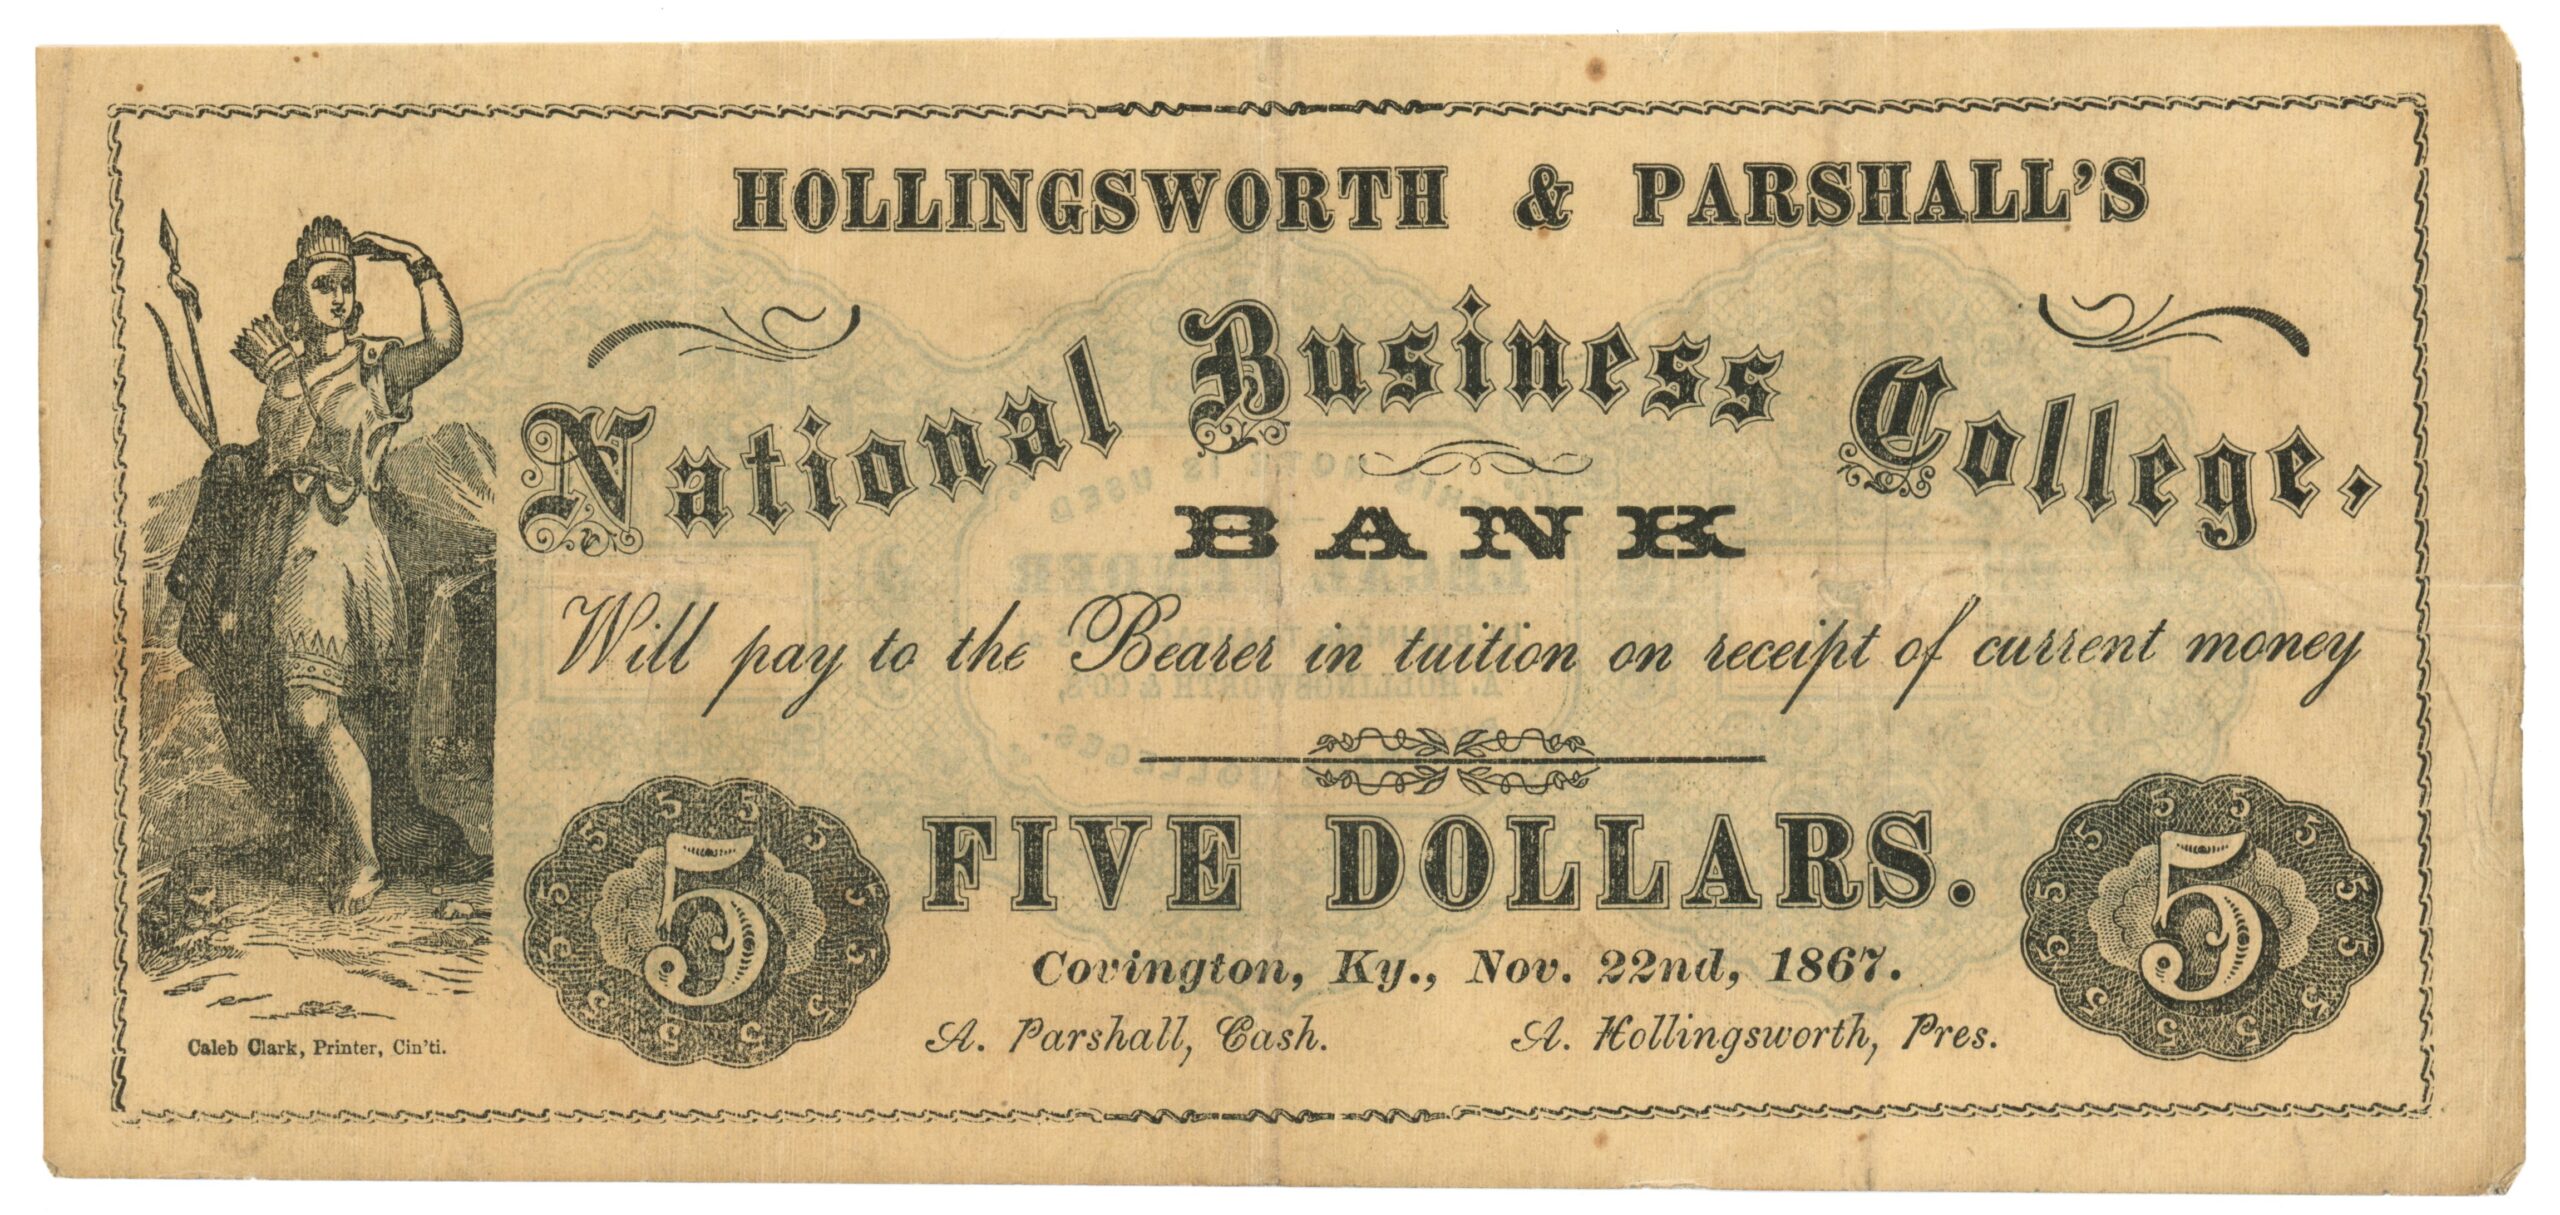 HOLLINGSWORTH & PARSHALL'S
National Business College,
BANK
Will pay to the Bearer in tuition on receipt of current money
FIVE DOLLARS.
5
5
Covington, Ky., Nov. 22nd, 1867.
A. Parshall, Cash. A. Hollingsworth, Pres.
Caleb Clark, Printer, Cin'ti.